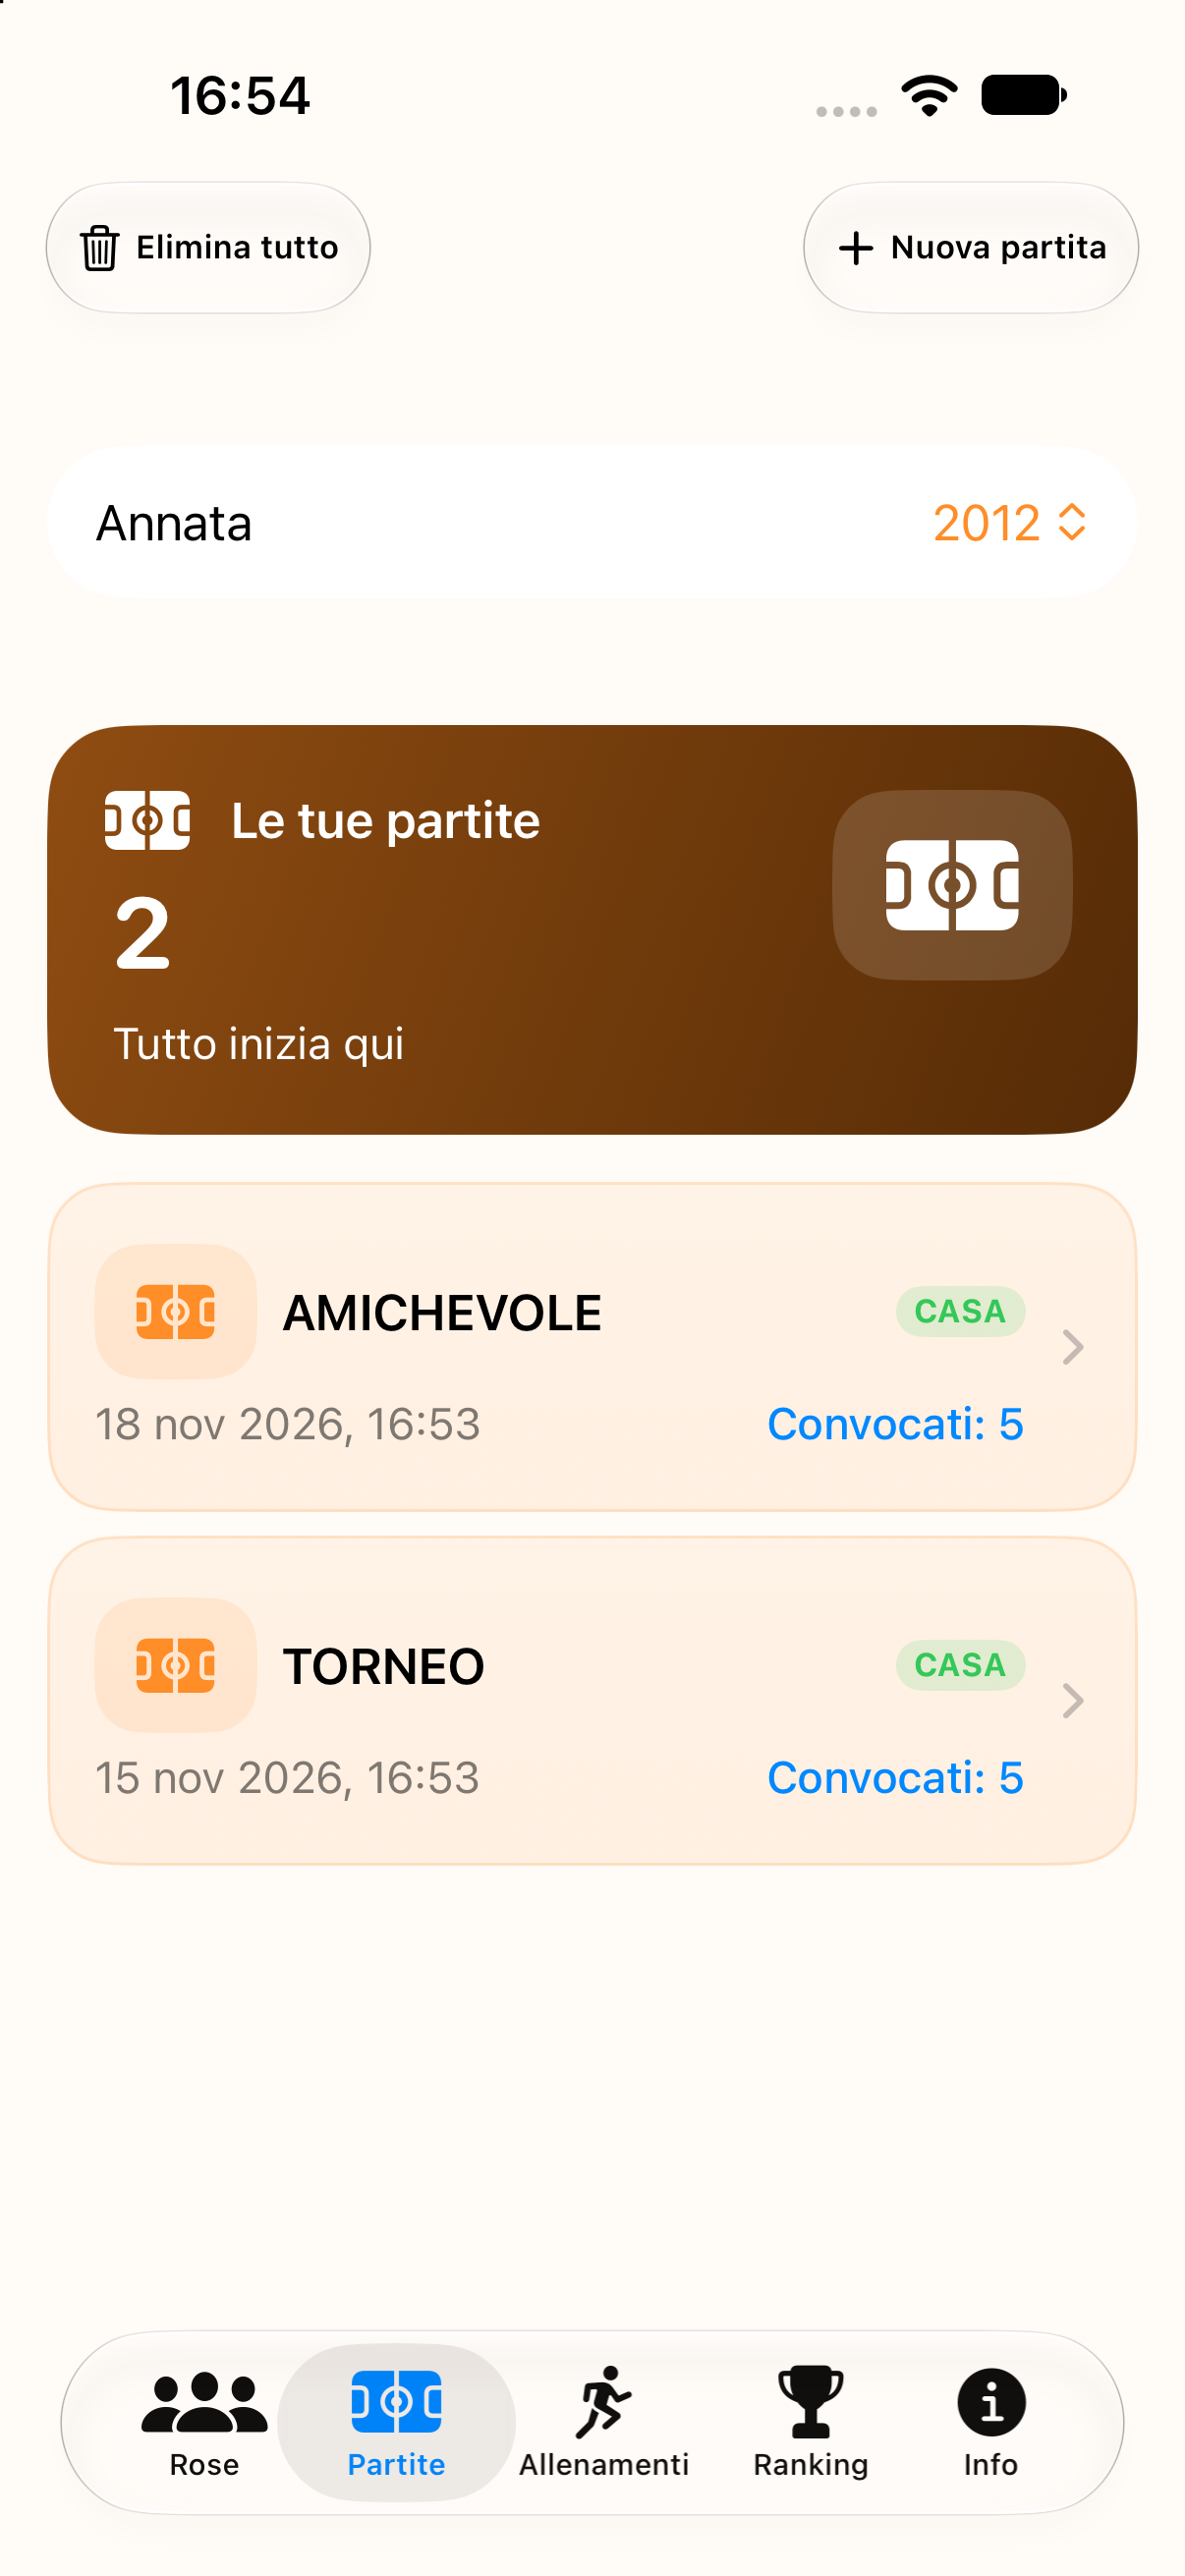 16:54
Elimina tutto
Nuova partita
Annata
2012
Le tue partite
2
Tutto inizia qui
AMICHEVOLE
CASA
18 nov 2026, 16:53
Convocati: 5
TORNEO
CASA
15 nov 2026, 16:53
Convocati: 5
Rose
Partite
Allenamenti
Ranking
Info